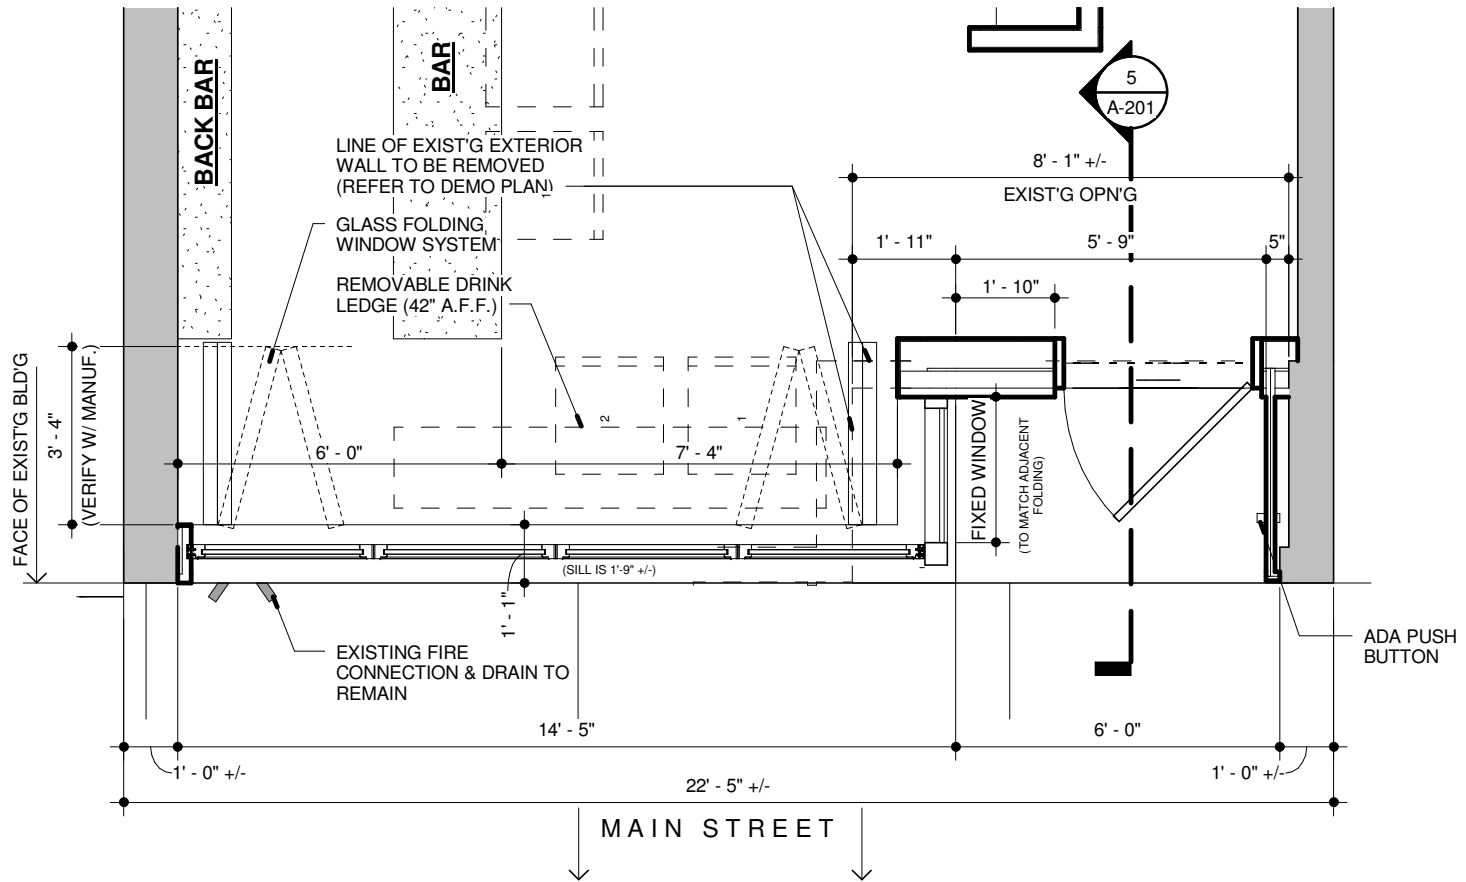 BACK BAR
BAR
5
A-201
LINE OF EXIST'G EXTERIOR
WALL TO BE REMOVED
(REFER TO DEMO PLAN)
1
8' - 1" +/-
EXIST'G OPN'G
GLASS FOLDING
WINDOW SYSTEM
1' - 11"
5' - 9"
5"
REMOVABLE DRINK
LEDGE (42" A.F.F.)
1' - 10"
FACE OF EXIST'G BLD'G
3' - 4"
(VERIFY W/ MANUF.)
2
1
6' - 0"
7' - 4"
FIXED WINDOW
(TO MATCH ADJACENT
FOLDING)
(SILL IS 1'-9" +/-)
1' - 1"
EXISTING FIRE
CONNECTION & DRAIN TO
REMAIN
ADA PUSH
BUTTON
14' - 5"
6' - 0"
1' - 0" +/-
1' - 0" +/-
22' - 5" +/-
MAIN STREET